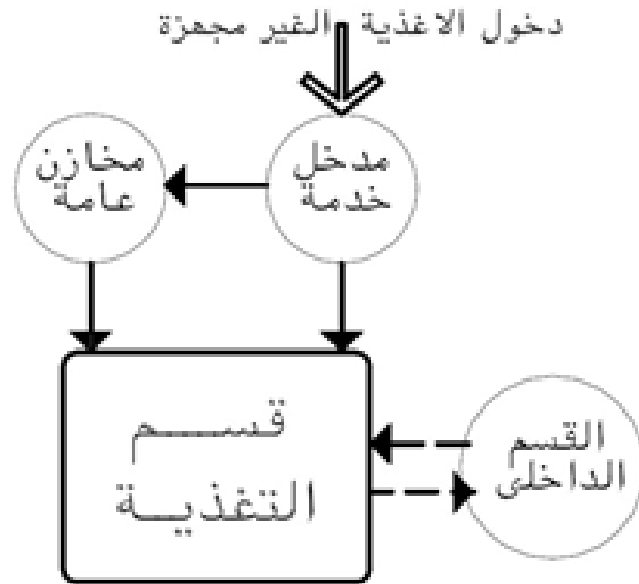 دخول الاغذية الغير مجهزة
مدخل
خدمة
مخازن
عامة
قسم
التغذية
القسم
الداخلى